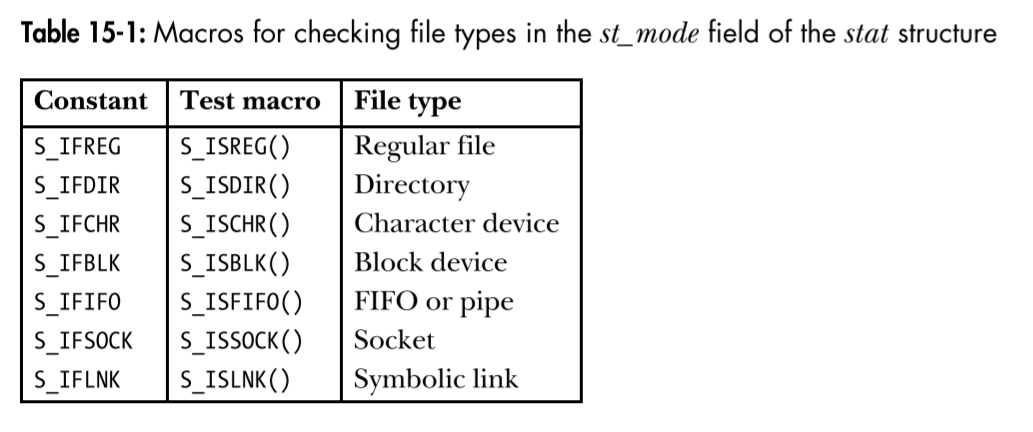 Table 15-1: Macros for checking file types in the st_mode field of the stat structure
Constant Test macro File type
S_IFREG S_ISREG() Regular file
S_IFDIR S_ISDIR() Directory
S_IFCHR S_ISCHR() Character device
S_IFBLK S_ISBLK() Block device
S_IFIFO S_ISFIFO() FIFO or pipe
S_IFSOCK S_ISSOCK() Socket
S_IFLNK S_ISLNK() Symbolic link